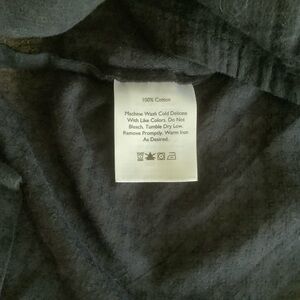 100% Cotton
Machine Wash Cold Delicate
With Like Colors. Do Not
Bleach. Tumble Dry Low.
Remove Promptly. Warm Iron
As Desired.